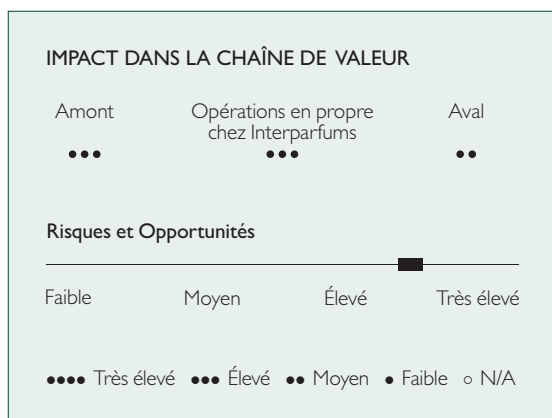 IMPACT DANS LA CHAÎNE DE VALEUR
Amont Opérations en propre chez Interparfums Aval
●●● ●●● ●●
Risques et Opportunités
Faible Moyen Élevé Très élevé
●●●● Très élevé ●●● Élevé ●● Moyen ● Faible ○ N/A